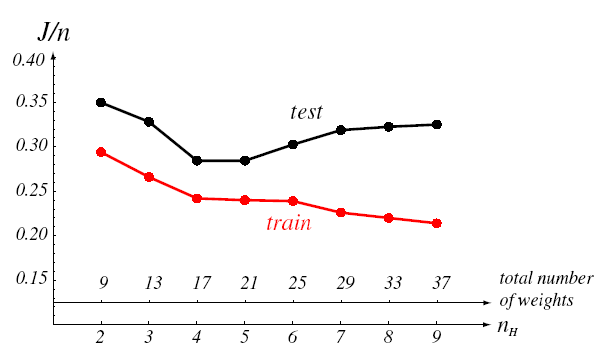 J/n
0.40
0.35
test
0.30
0.25
train
0.20
0.15
9 13 17 21 25 29 33 37 total number
of weights
2 3 4 5 6 7 8 9 nH